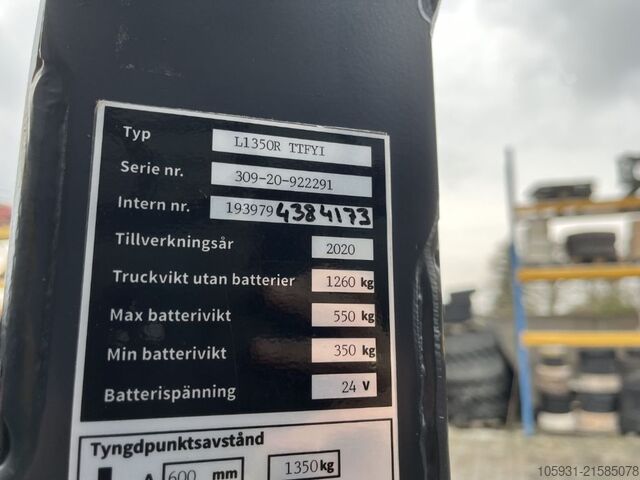 Typ L1350R TTFYI
Serie nr. 309-20-922291
Intern nr. 193979 4384173
Tillverkningsår 2020
Truckvikt utan batterier 1260 kg
Max batterivikt 550 kg
Min batterivikt 350 kg
Batterispänning 24 V
Tyngdpunktsavstånd
A 600 mm 1350 kg
105931-21585078